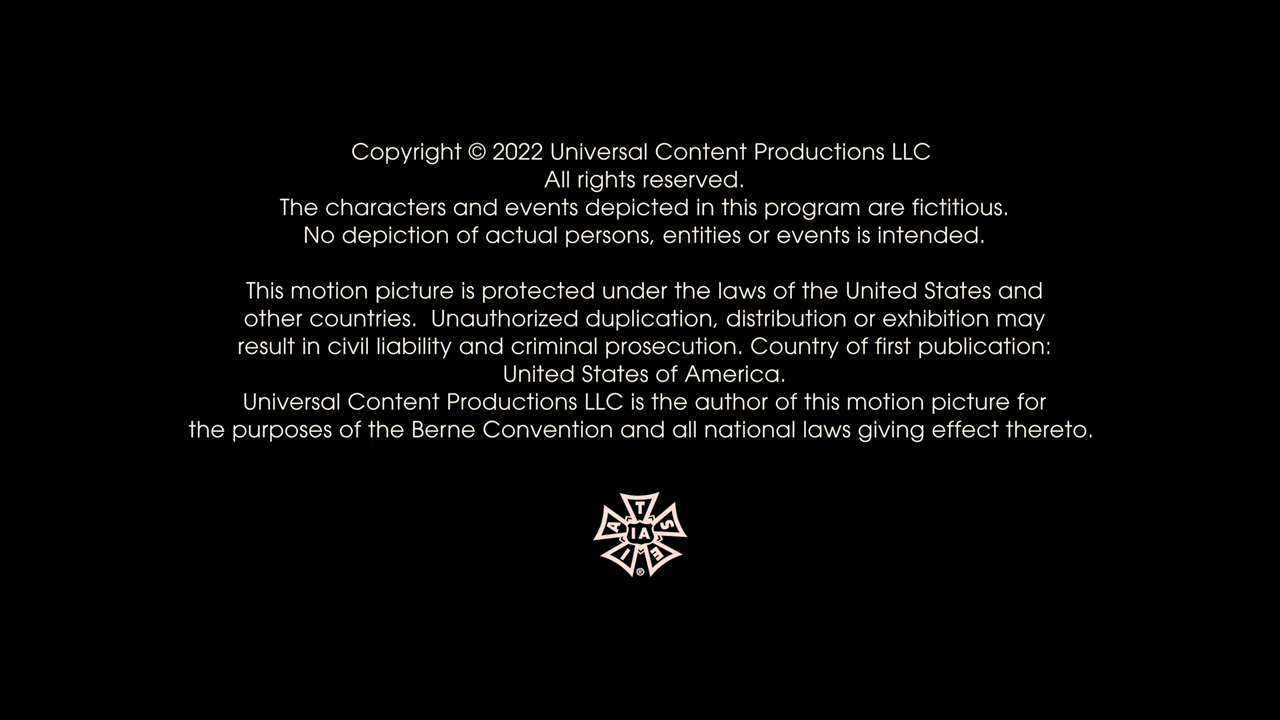 Copyright © 2022 Universal Content Productions LLC
All rights reserved.
The characters and events depicted in this program are fictitious.
No depiction of actual persons, entities or events is intended.
This motion picture is protected under the laws of the United States and
other countries.  Unauthorized duplication, distribution or exhibition may
result in civil liability and criminal prosecution. Country of first publication:
United States of America.
Universal Content Productions LLC is the author of this motion picture for
the purposes of the Berne Convention and all national laws giving effect thereto.
I A T S E
IA
®